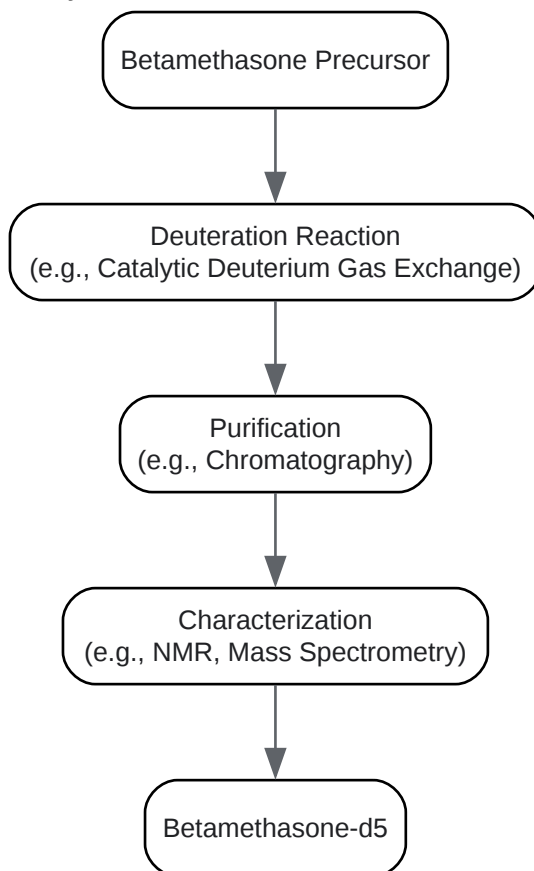 Betamethasone Precursor
Deuteration Reaction
(e.g., Catalytic Deuterium Gas Exchange)
Purification
(e.g., Chromatography)
Characterization
(e.g., NMR, Mass Spectrometry)
Betamethasone-d5